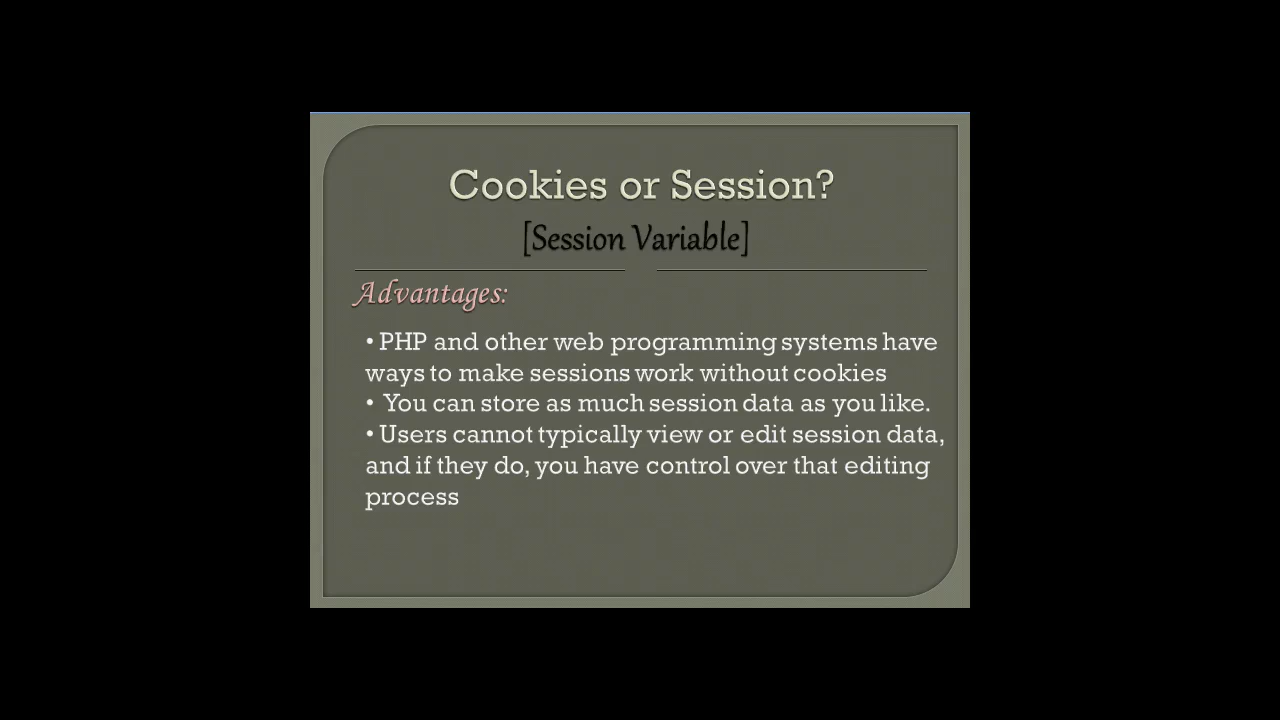 Cookies or Session?
[Session Variable]
Advantages:
• PHP and other web programming systems have
ways to make sessions work without cookies
• You can store as much session data as you like.
• Users cannot typically view or edit session data,
and if they do, you have control over that editing
process